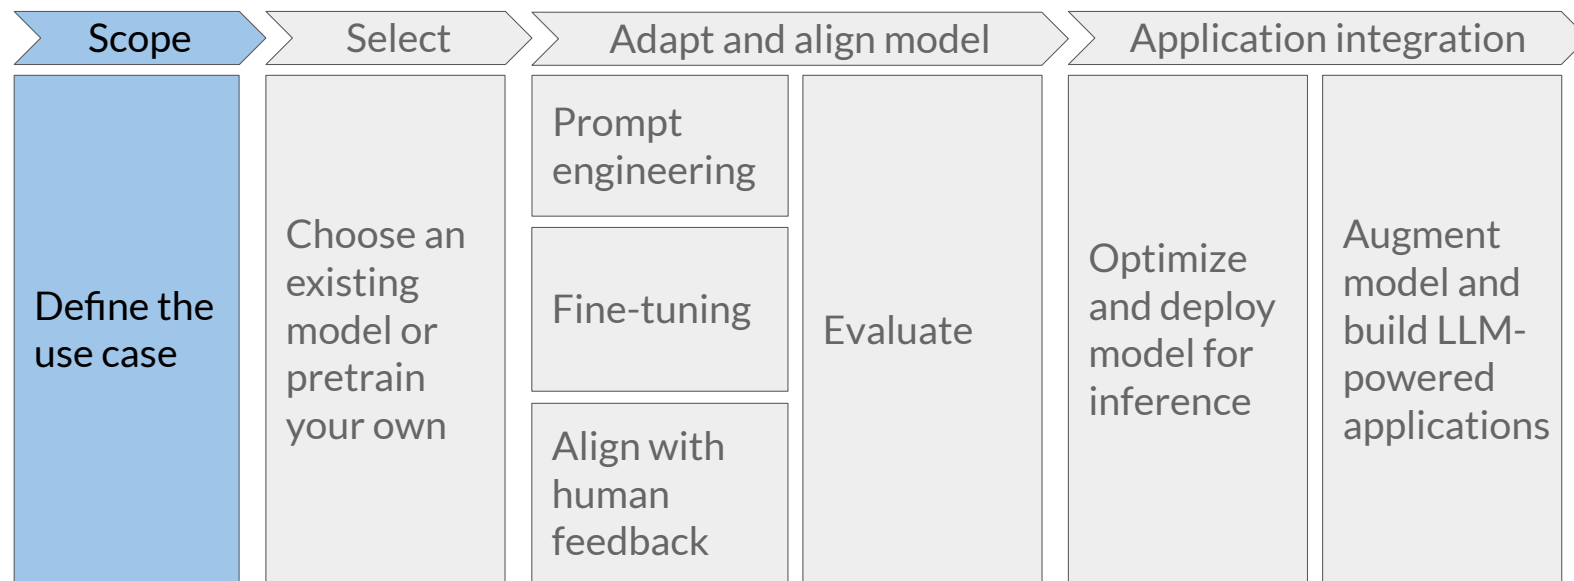 Scope
Select
Adapt and align model
Application integration
Define the
use case
Choose an
existing
model or
pretrain
your own
Prompt
engineering
Fine-tuning
Align with
human
feedback
Evaluate
Optimize
and deploy
model for
inference
Augment
model and
build LLM-
powered
applications